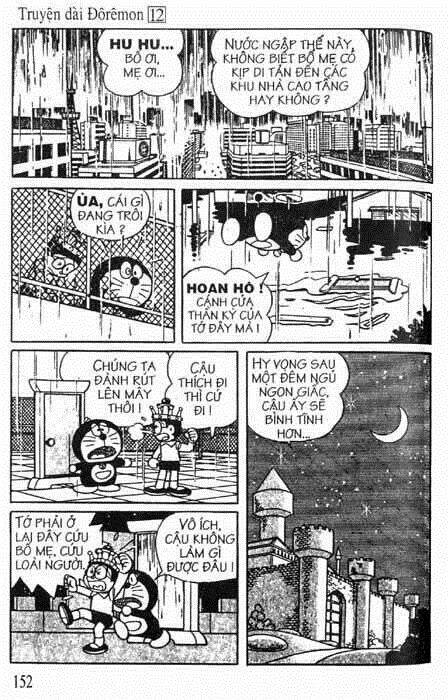 Truyện dài Đôrêmon 12
HU HU...
BỐ ƠI,
MẸ ƠI...
NƯỚC NGẬP THẾ NÀY,
KHÔNG BIẾT BỐ MẸ CÓ
KỊP DI TẢN ĐẾN CÁC
KHU NHÀ CAO TẦNG
HAY KHÔNG ?
ÙA, CÁI GÌ
ĐANG TRÔI
KÌA ?
HOAN HÔ !
CÁNH CỬA
THẦN KỲ CỦA
TỚ ĐÂY MÀ !
CHÚNG TA
ĐÀNH RÚT
LÊN MÂY
THÔI !
CẬU
THÍCH ĐI
THÌ CỨ
ĐI !
HY VỌNG SAU
MỘT ĐÊM NGỦ
NGON GIẤC,
CẬU ẤY SẼ
BÌNH TĨNH
HƠN...
TỚ PHẢI Ở
LẠI ĐÂY CỨU
BỐ MẸ, CỨU
LOÀI NGƯỜI.
VÔ ÍCH,
CẬU KHÔNG
LÀM GÌ
ĐƯỢC ĐÂU !
152